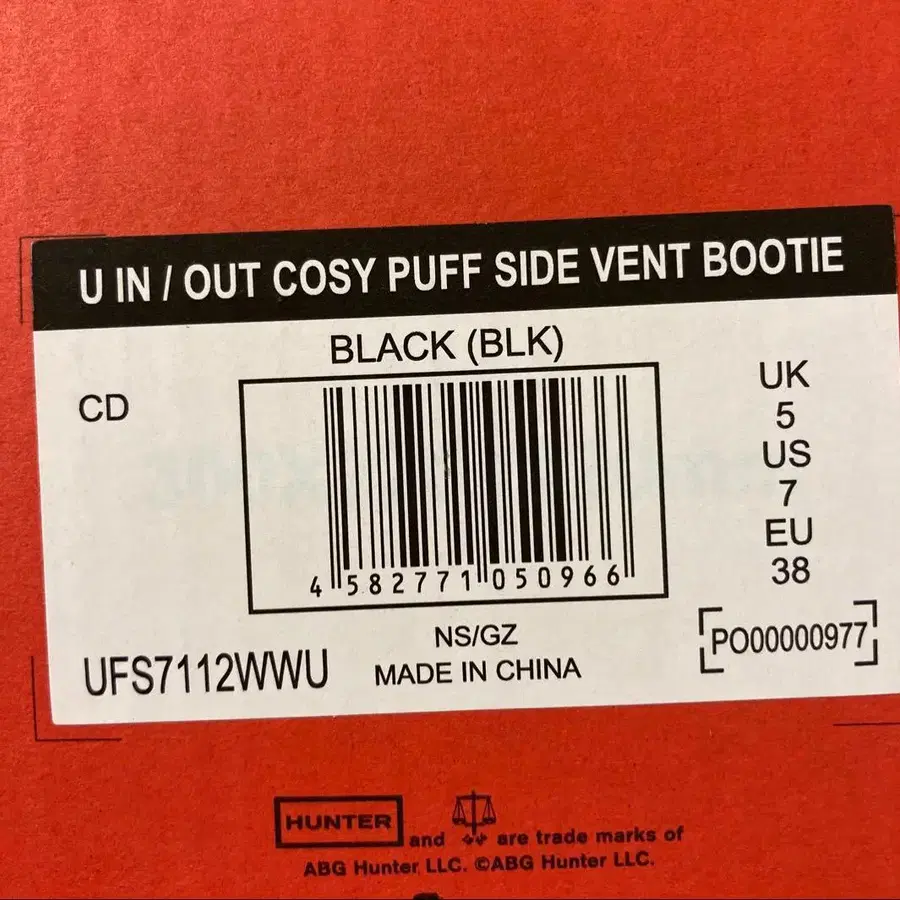 U IN / OUT COSY PUFF SIDE VENT BOOTIE
BLACK (BLK)
CD
4 582771 050966
UK
5
US
7
EU
38
NS/GZ
MADE IN CHINA
UFS7112WWU
PO00000977
HUNTER and are trade marks of
ABG Hunter, LLC. ©ABG Hunter LLC.